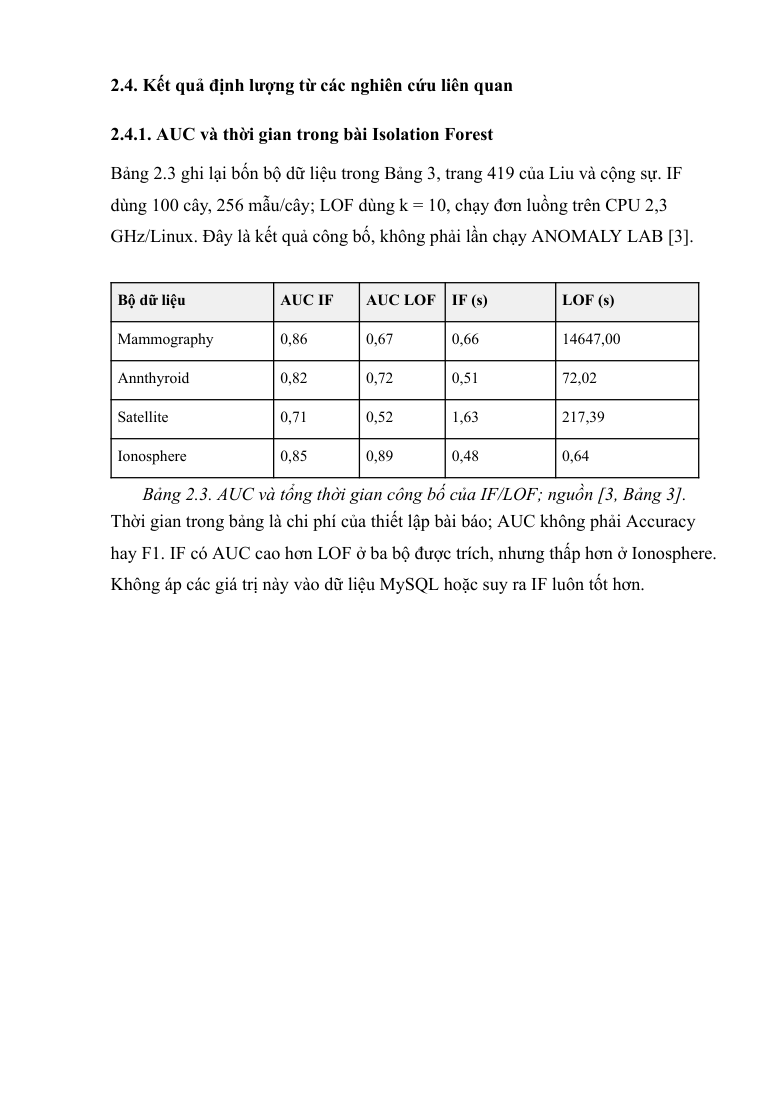 2.4. Kết quả định lượng từ các nghiên cứu liên quan
2.4.1. AUC và thời gian trong bài Isolation Forest
Bảng 2.3 ghi lại bốn bộ dữ liệu trong Bảng 3, trang 419 của Liu và cộng sự. IF
dùng 100 cây, 256 mẫu/cây; LOF dùng k = 10, chạy đơn luồng trên CPU 2,3
GHz/Linux. Đây là kết quả công bố, không phải lần chạy ANOMALY LAB [3].
Bộ dữ liệu AUC IF AUC LOF IF (s) LOF (s)
Mammography 0,86 0,67 0,66 14647,00
Annthyroid 0,82 0,72 0,51 72,02
Satellite 0,71 0,52 1,63 217,39
Ionosphere 0,85 0,89 0,48 0,64
Bảng 2.3. AUC và tổng thời gian công bố của IF/LOF; nguồn [3, Bảng 3].
Thời gian trong bảng là chi phí của thiết lập bài báo; AUC không phải Accuracy
hay F1. IF có AUC cao hơn LOF ở ba bộ được trích, nhưng thấp hơn ở Ionosphere.
Không áp các giá trị này vào dữ liệu MySQL hoặc suy ra IF luôn tốt hơn.